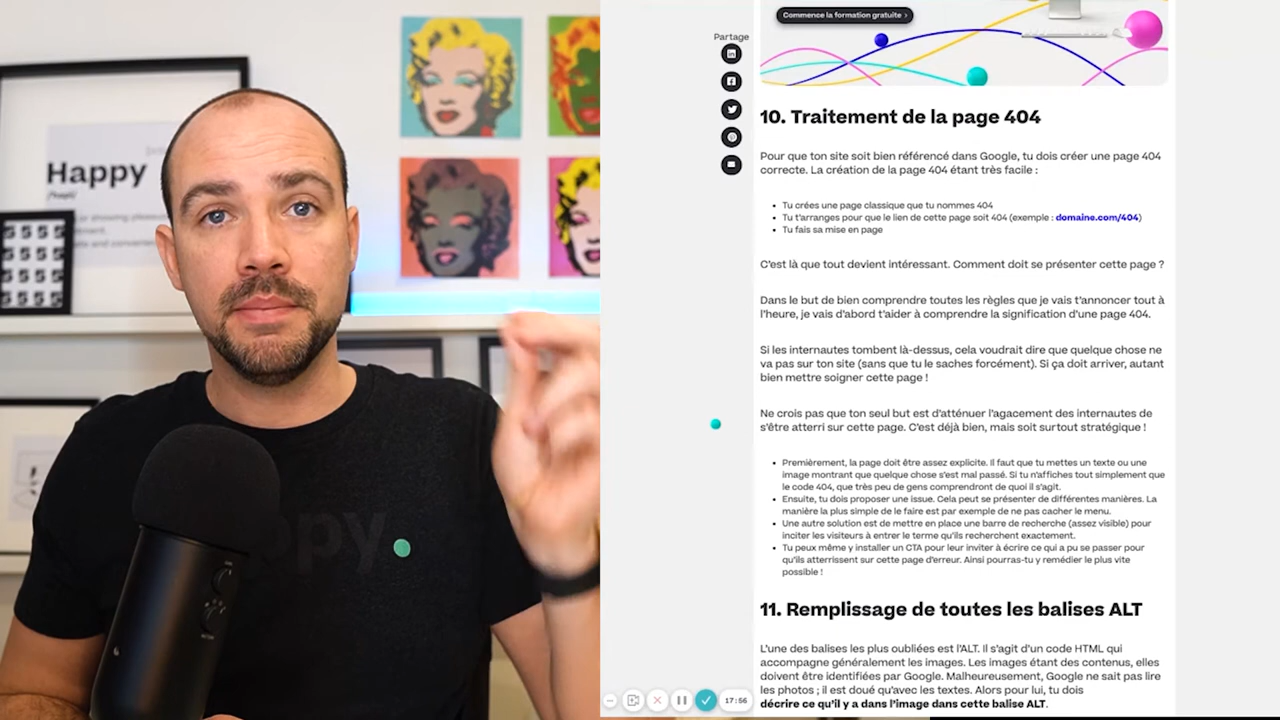 Happy
ppy
Commence la formation gratuite ›
Partage
10. Traitement de la page 404
Pour que ton site soit bien référencé dans Google, tu dois créer une page 404
correcte. La création de la page 404 étant très facile :
• Tu crées une page classique que tu nommes 404
• Tu t'arranges pour que le lien de cette page soit 404 (exemple : domaine.com/404)
• Tu fais sa mise en page
C'est là que tout devient intéressant. Comment doit se présenter cette page ?
Dans le but de bien comprendre toutes les règles que je vais t'annoncer tout à
l'heure, je vais d'abord t'aider à comprendre la signification d'une page 404.
Si les internautes tombent là-dessus, cela voudrait dire que quelque chose ne
va pas sur ton site (sans que tu le saches forcément). Si ça doit arriver, autant
bien mettre soigner cette page !
Ne crois pas que ton seul but est d'atténuer l'agacement des internautes de
s'être atterri sur cette page. C'est déjà bien, mais soit surtout stratégique !
• Premièrement, la page doit être assez explicite. Il faut que tu mettes un texte ou une
image montrant que quelque chose s'est mal passé. Si tu n'affiches tout simplement que
le code 404, que très peu de gens comprendront de quoi il s'agit.
• Ensuite, tu dois proposer une issue. Cela peut se présenter de différentes manières. La
manière la plus simple de le faire est par exemple de ne pas cacher le menu.
• Une autre solution est de mettre en place une barre de recherche (assez visible) pour
inciter les visiteurs à entrer le terme qu'ils recherchent exactement.
• Tu peux même y installer un CTA pour leur inviter à écrire ce qui a pu se passer pour
qu'ils atterrissent sur cette page d'erreur. Ainsi pourras-tu y remédier le plus vite
possible !
11. Remplissage de toutes les balises ALT
L'une des balises les plus oubliées est l'ALT. Il s'agit d'un code HTML qui
accompagne généralement les images. Les images étant des contenus, elles
doivent être identifiées par Google. Malheureusement, Google ne sait pas lire
les photos ; il est doué qu'avec les textes. Alors pour lui, tu dois
décrire ce qu'il y a dans l'image dans cette balise ALT.
17:56